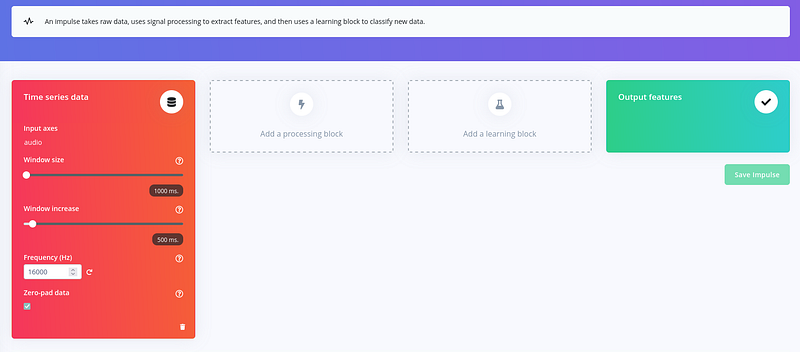 An impulse takes raw data, uses signal processing to extract features, and then uses a learning block to classify new data.
Time series data
Input axes
audio
Window size
1000 ms.
Window increase
500 ms.
Frequency (Hz)
16000
Zero-pad data
Add a processing block
Add a learning block
Output features
Save Impulse